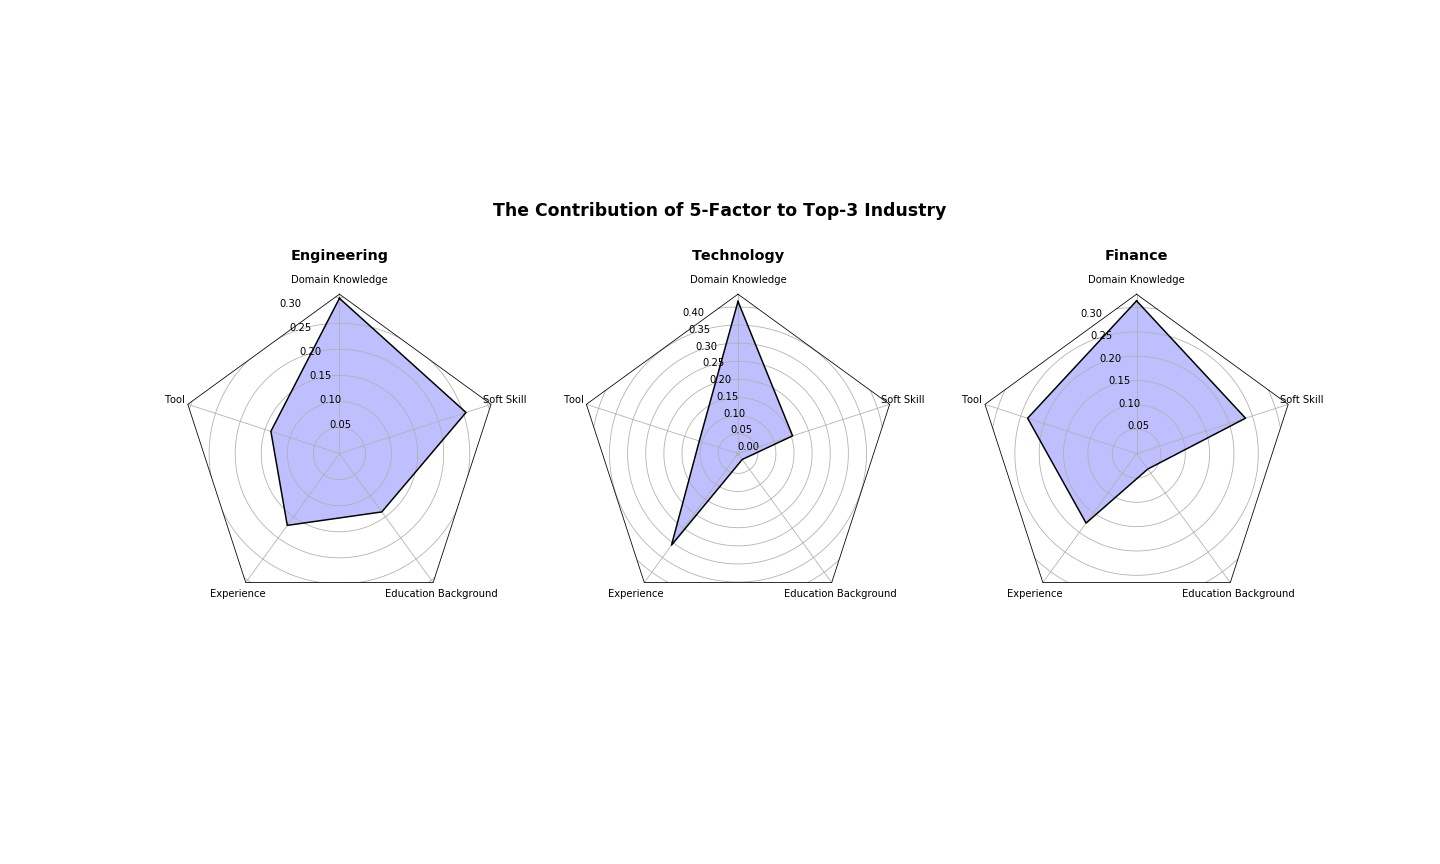 The Contribution of 5-Factor to Top-3 Industry
Engineering
Domain Knowledge
0.30
0.25
0.20
0.15
0.10
0.05
Tool
Soft Skill
Experience
Education Background
Technology
Domain Knowledge
0.40
0.35
0.30
0.25
0.20
0.15
0.10
0.05
0.00
Tool
Soft Skill
Experience
Education Background
Finance
Domain Knowledge
0.30
0.25
0.20
0.15
0.10
0.05
Tool
Soft Skill
Experience
Education Background